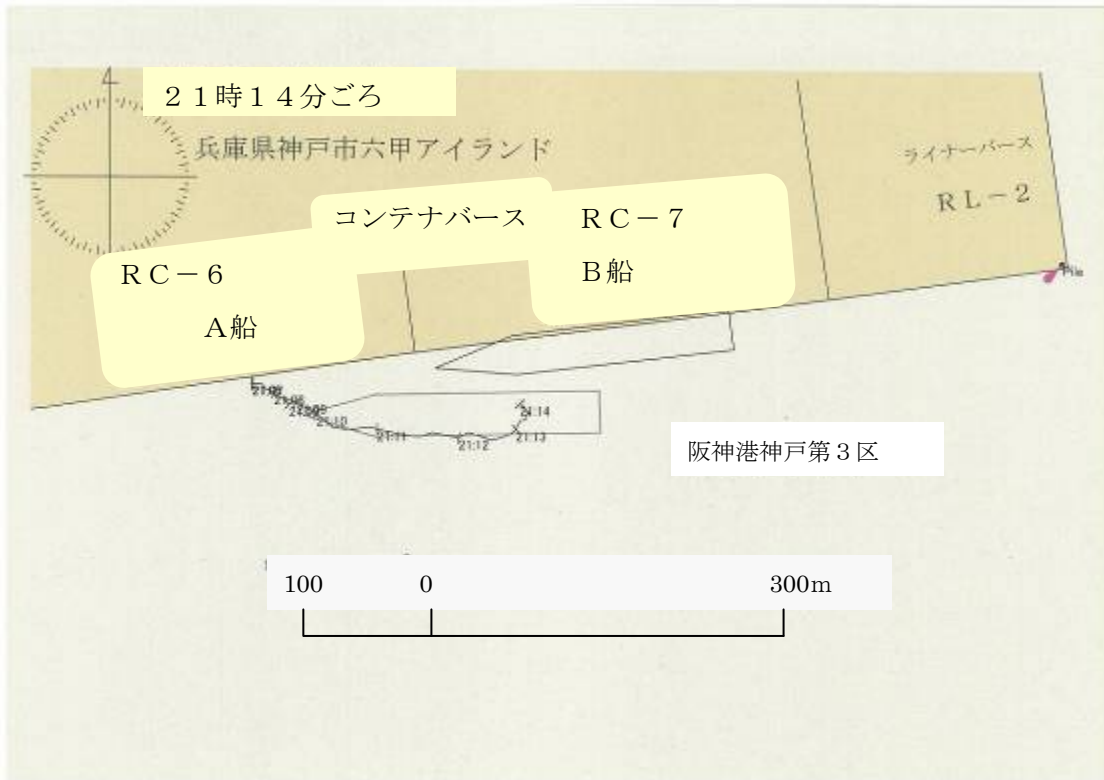 ２１時１４分ごろ
兵庫県神戸市六甲アイランド
ライナーバース
ＲＬ－２
コンテナバース
ＲＣ－７
Ｂ船
ＲＣ－６
Ａ船
Pile
21:10
21:11
21:12
21:13
21:14
阪神港神戸第３区
100 0 300m